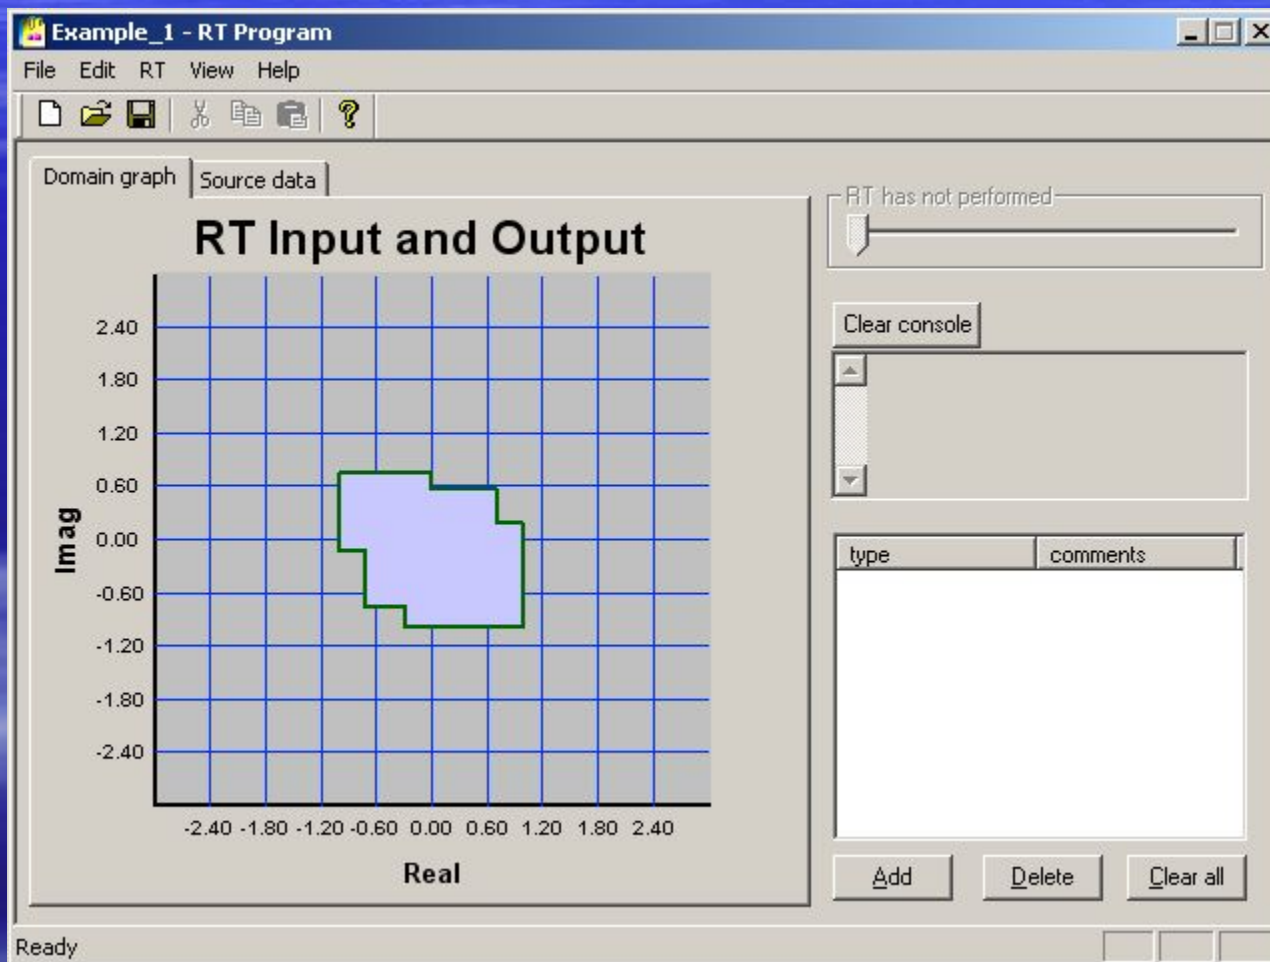 Example_1 - RT Program
File Edit RT View Help
Domain graph Source data
RT has not performed
RT Input and Output
Clear console
2.40
1.80
1.20
0.60
0.00
-0.60
-1.20
-1.80
-2.40
Imag
-2.40 -1.80 -1.20 -0.60 0.00 0.60 1.20 1.80 2.40
Real
type comments
Add Delete Clear all
Ready